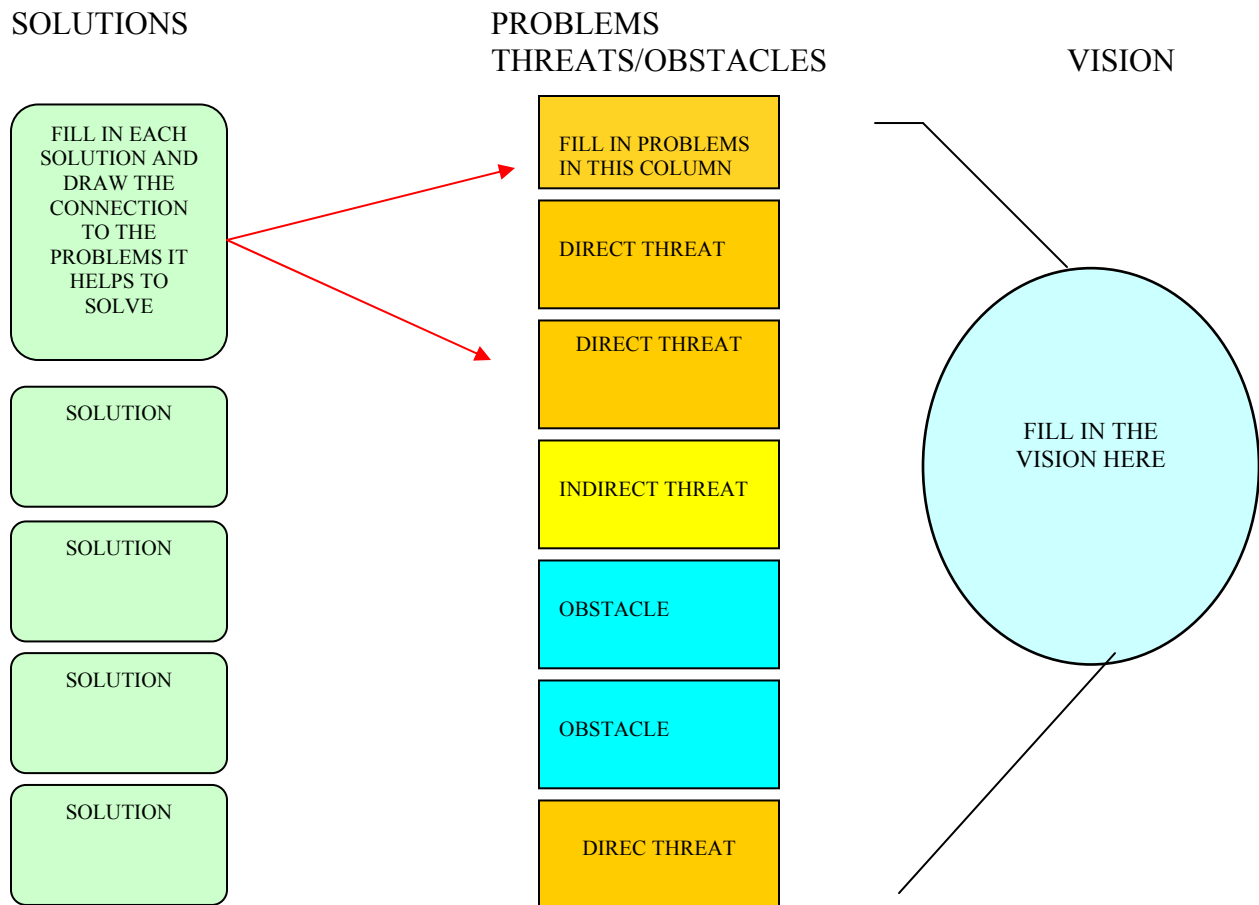 SOLUTIONS
PROBLEMS
THREATS/OBSTACLES
VISION
FILL IN EACH
SOLUTION AND
DRAW THE
CONNECTION
TO THE
PROBLEMS IT
HELPS TO
SOLVE
SOLUTION
SOLUTION
SOLUTION
SOLUTION
FILL IN PROBLEMS
IN THIS COLUMN
DIRECT THREAT
DIRECT THREAT
INDIRECT THREAT
OBSTACLE
OBSTACLE
DIREC THREAT
FILL IN THE
VISION HERE